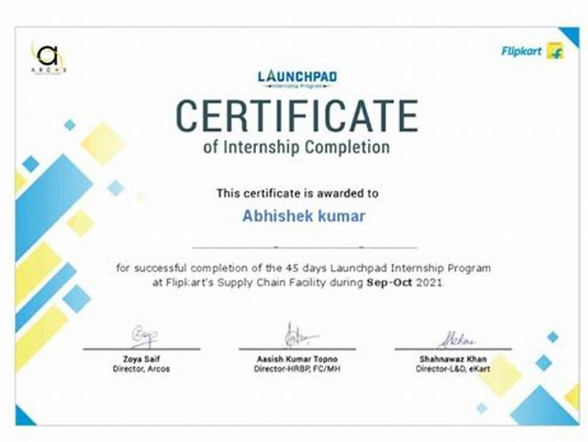 a
ARCOS
Flipkart
LAUNCHPAD
Internship Program
CERTIFICATE
of Internship Completion
This certificate is awarded to
Abhishek kumar
for successful completion of the 45 days Launchpad Internship Program
at Flipkart's Supply Chain Facility during Sep-Oct 2021.
Zoya Saif Aasish Kumar Topno Shahnawaz Khan
Director, Arcos Director-HRBP, FC/MH Director-L&D, eKart